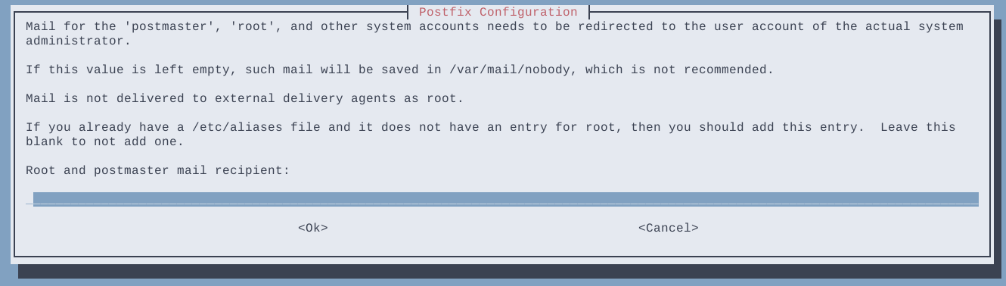 Postfix Configuration
Mail for the 'postmaster', 'root', and other system accounts needs to be redirected to the user account of the actual system
administrator.
If this value is left empty, such mail will be saved in /var/mail/nobody, which is not recommended.
Mail is not delivered to external delivery agents as root.
If you already have a /etc/aliases file and it does not have an entry for root, then you should add this entry.  Leave this
blank to not add one.
Root and postmaster mail recipient:
<Ok> <Cancel>